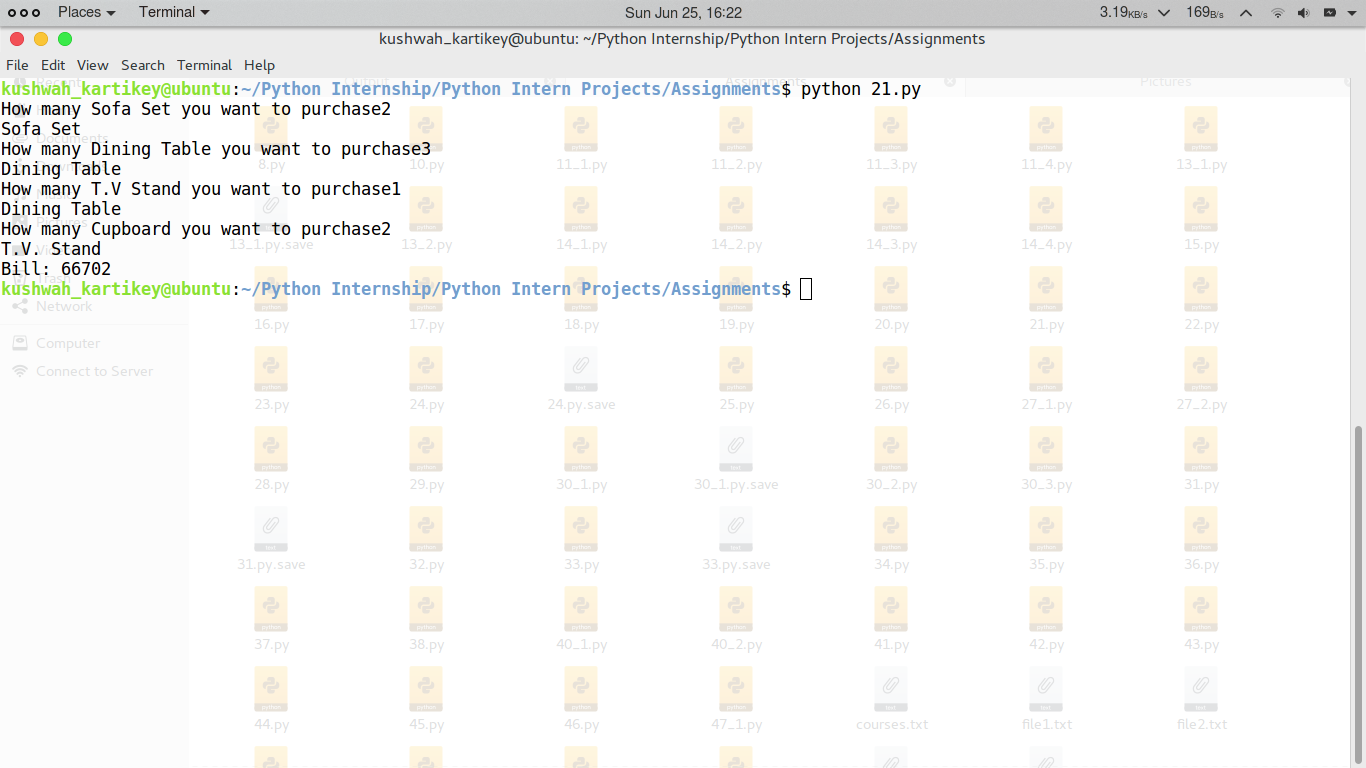 Places Terminal Sun Jun 25, 16:22 3.19KB/s 169B/s
kushwah_kartikey@ubuntu: ~/Python Internship/Python Intern Projects/Assignments
File Edit View Search Terminal Help
kushwah_kartikey@ubuntu:~/Python Internship/Python Intern Projects/Assignments$ python 21.py
How many Sofa Set you want to purchase2
Sofa Set
How many Dining Table you want to purchase3
Dining Table
How many T.V Stand you want to purchase1
Dining Table
How many Cupboard you want to purchase2
T.V. Stand
Bill: 66702
kushwah_kartikey@ubuntu:~/Python Internship/Python Intern Projects/Assignments$
Assignments Pictures
8.py 10.py 11_1.py 11_2.py 11_3.py 11_4.py 13_1.py
13_1.py.save 13_2.py 14_1.py 14_2.py 14_3.py 14_4.py 15.py
Network
16.py 17.py 18.py 19.py 20.py 21.py 22.py
Computer
Connect to Server
23.py 24.py 24.py.save 25.py 26.py 27_1.py 27_2.py
28.py 29.py 30_1.py 30_1.py.save 30_2.py 30_3.py 31.py
31.py.save 32.py 33.py 33.py.save 34.py 35.py 36.py
37.py 38.py 40_1.py 40_2.py 41.py 42.py 43.py
44.py 45.py 46.py 47_1.py courses.txt file1.txt file2.txt